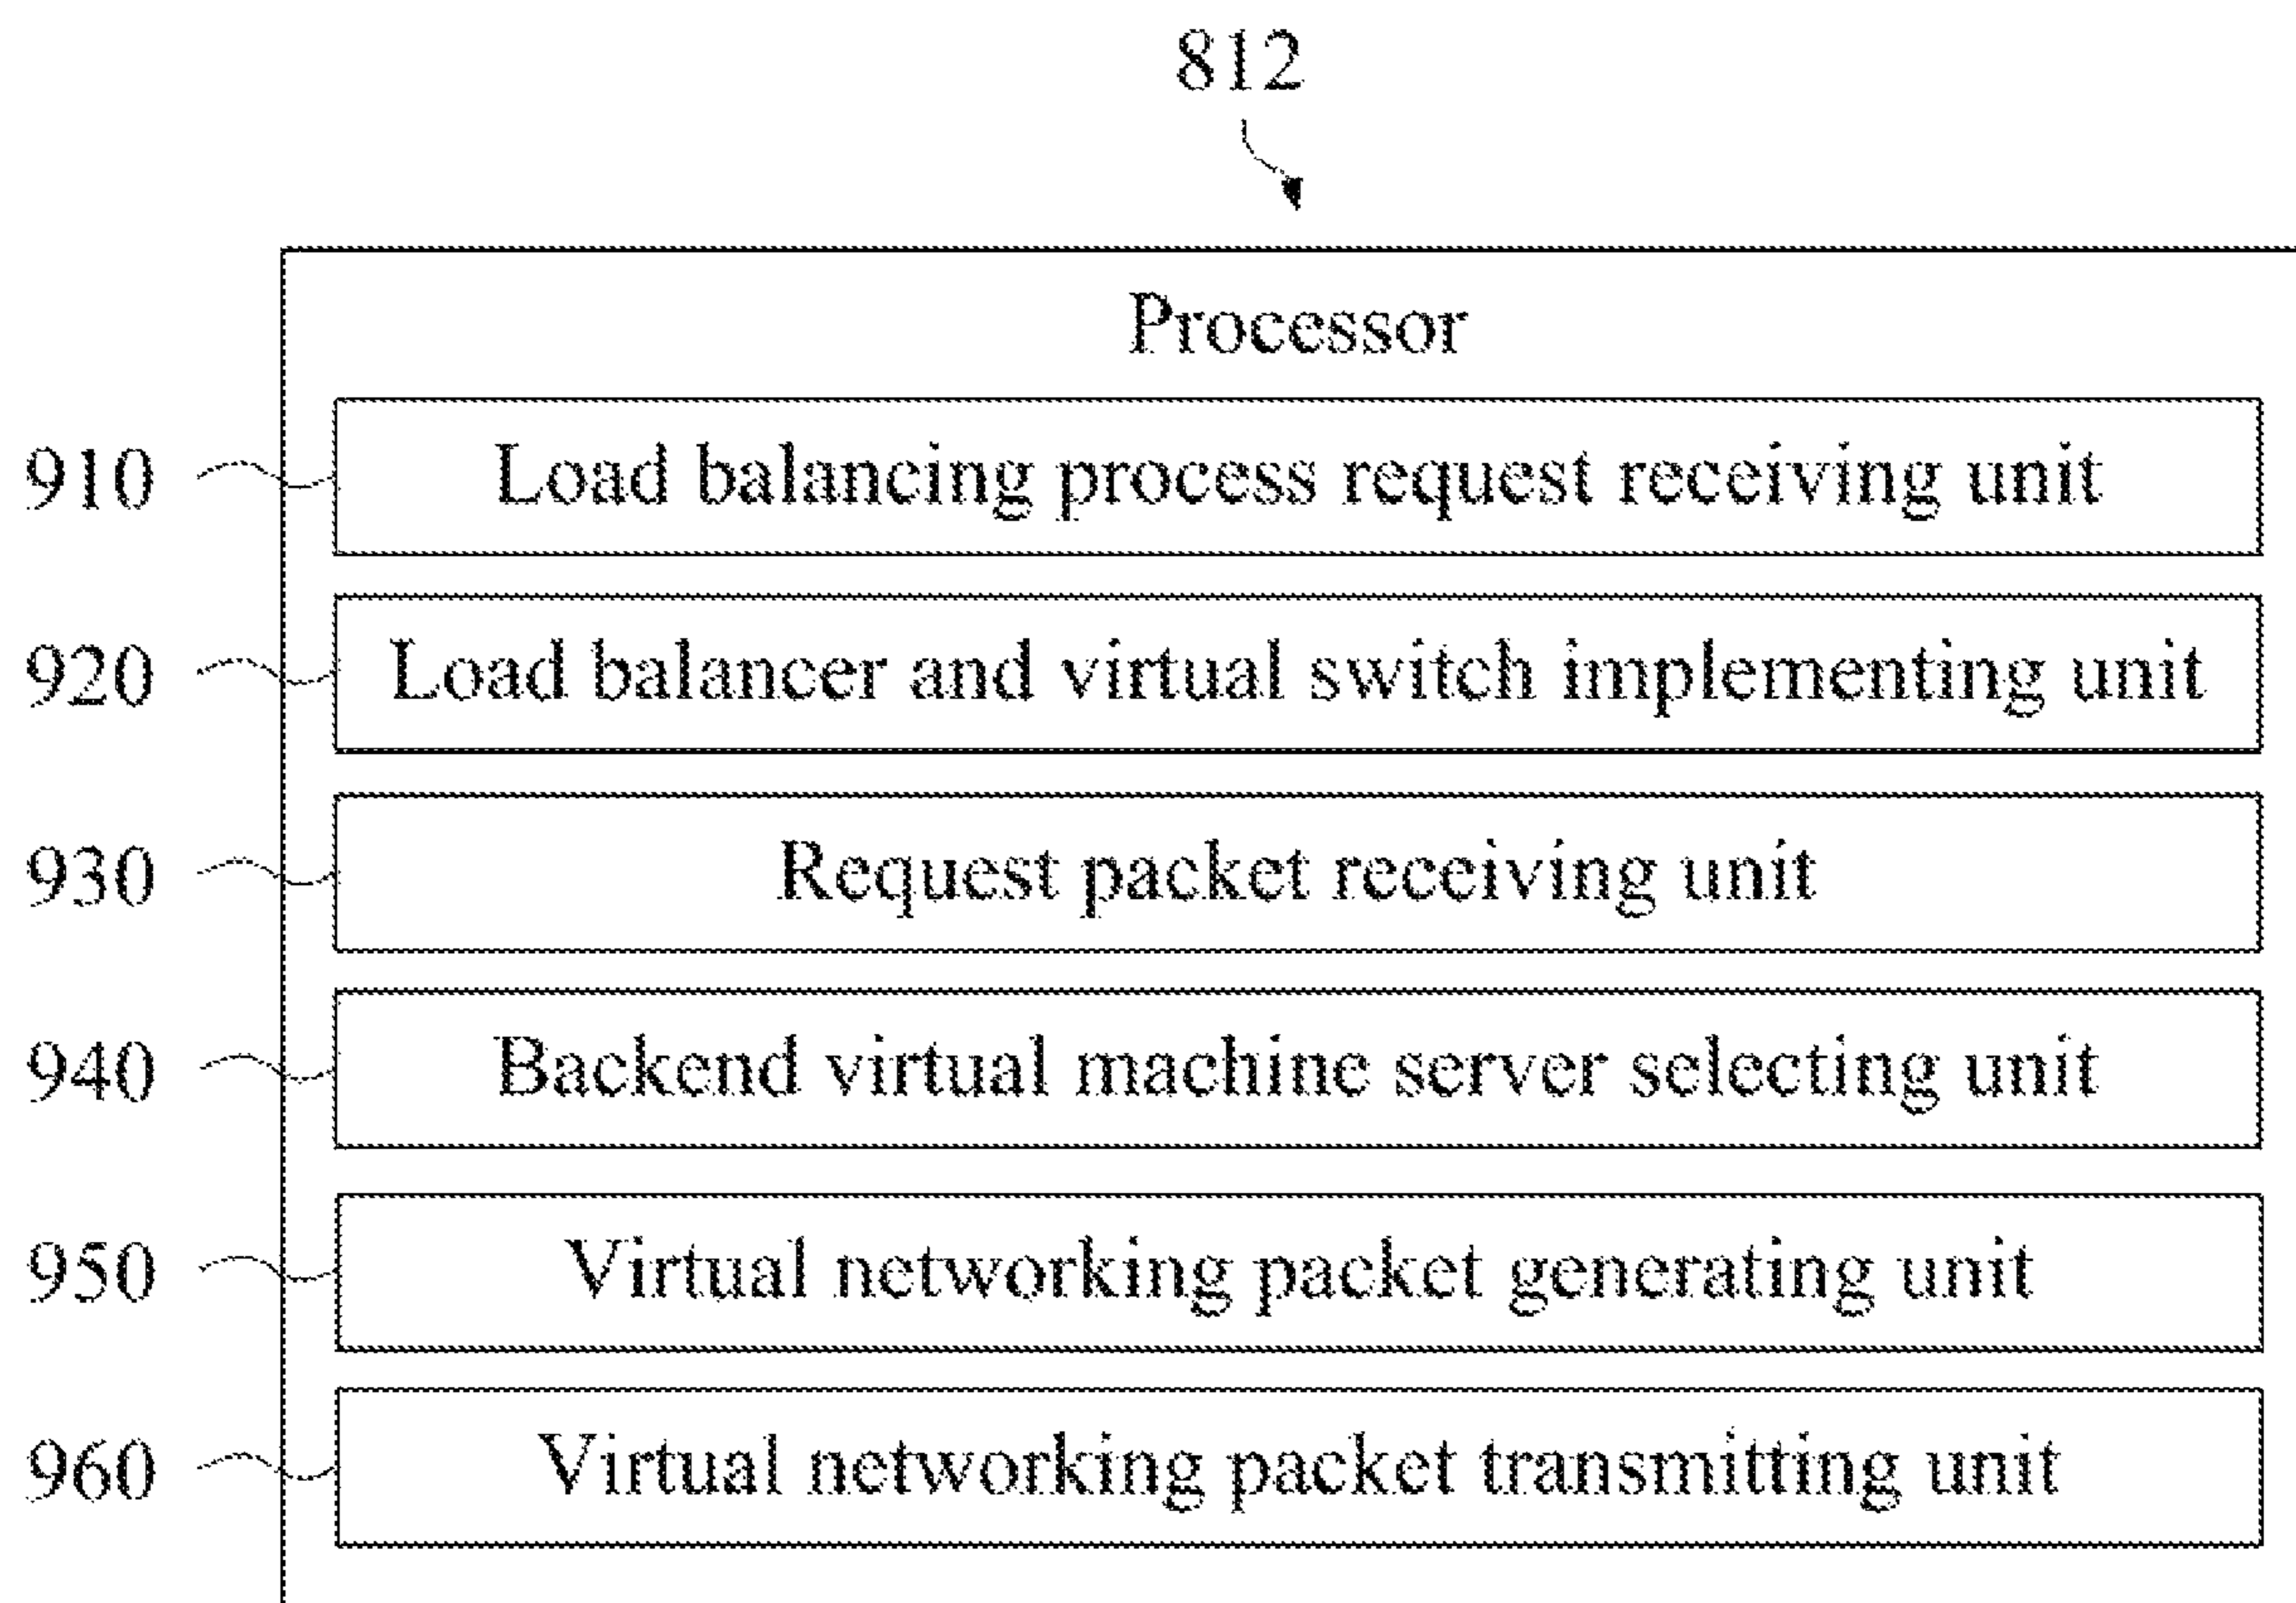 812
Processor
910 Load balancing process request receiving unit
920 Load balancer and virtual switch implementing unit
930 Request packet receiving unit
940 Backend virtual machine server selecting unit
950 Virtual networking packet generating unit
960 Virtual networking packet transmitting unit